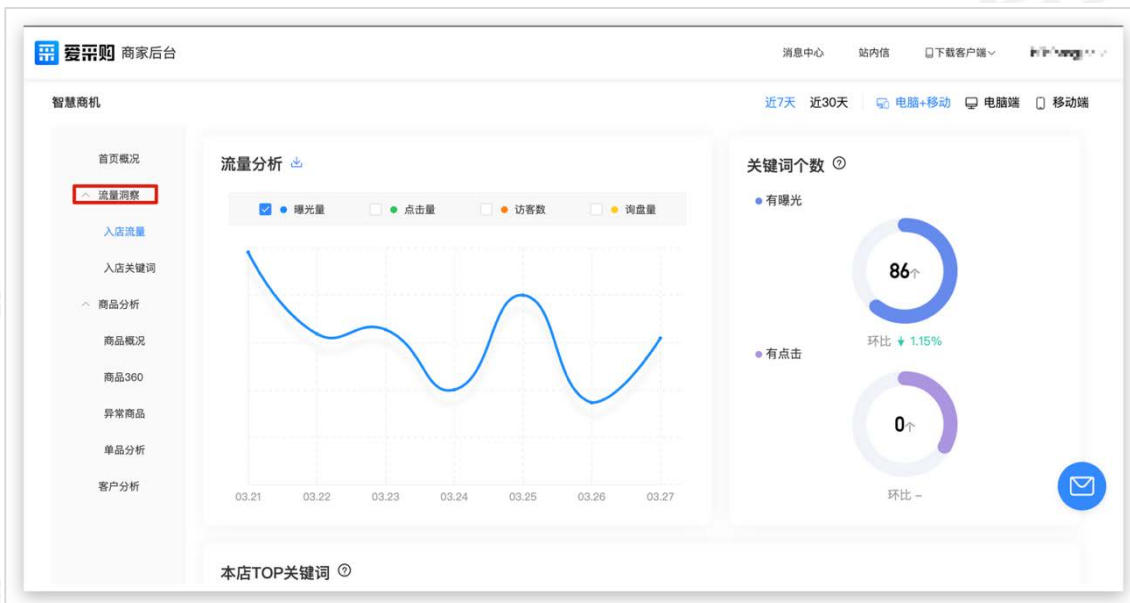 爱采购 商家后台
消息中心 站内信 下载客户端
智慧商机
近7天 近30天 电脑+移动 电脑端 移动端
首页概况
流量洞察
入店流量
入店关键词
商品分析
商品概况
商品360
异常商品
单品分析
客户分析
流量分析
曝光量 点击量 访客数 询盘量
03.21 03.22 03.23 03.24 03.25 03.26 03.27
关键词个数
有曝光
86个
环比 1.15%
有点击
0个
环比 –
本店TOP关键词